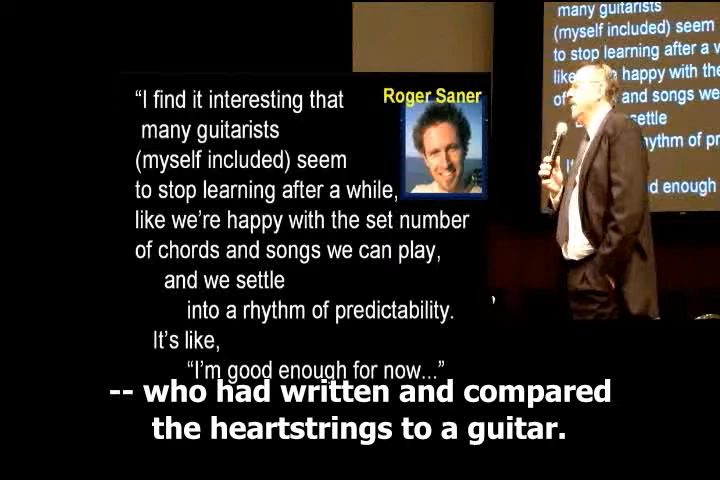 Roger Saner
“I find it interesting that
many guitarists
(myself included) seem
to stop learning after a while,
like we’re happy with the set number
of chords and songs we can play,
and we settle
into a rhythm of predictability.
It’s like,
“I’m good enough for now...”
many guitarists
(myself included) seem
to stop learning after a
like happy with the
of and songs we
settle
hythm of pr
d enough
-- who had written and compared
the heartstrings to a guitar.